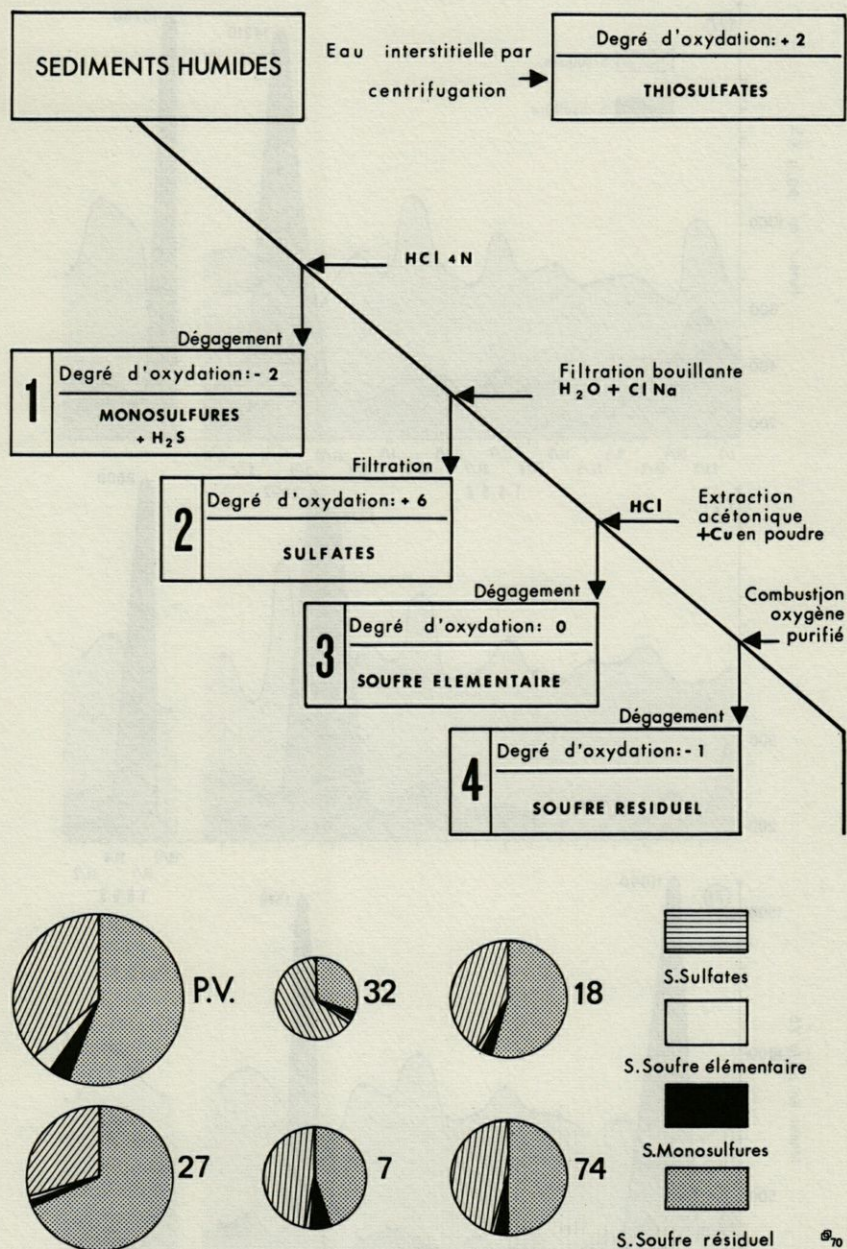 SEDIMENTS HUMIDES
Eau interstitielle par
centrifugation
Degré d'oxydation: + 2
THIOSULFATES
HCl 4N
Dégagement
1
Degré d'oxydation: - 2
MONOSULFURES
+ H₂S
Filtration bouillante
H₂O + ClNa
Filtration
2
Degré d'oxydation: + 6
SULFATES
HCl
Extraction
acétonique
+Cu en poudre
Dégagement
3
Degré d'oxydation: 0
SOUFRE ELEMENTAIRE
Combustion
oxygène
purifié
Dégagement
4
Degré d'oxydation: - 1
SOUFRE RESIDUEL
P.V.
32
18
27
7
74
S.Sulfates
S.Soufre élémentaire
S.Monosulfures
S.Soufre résiduel
70